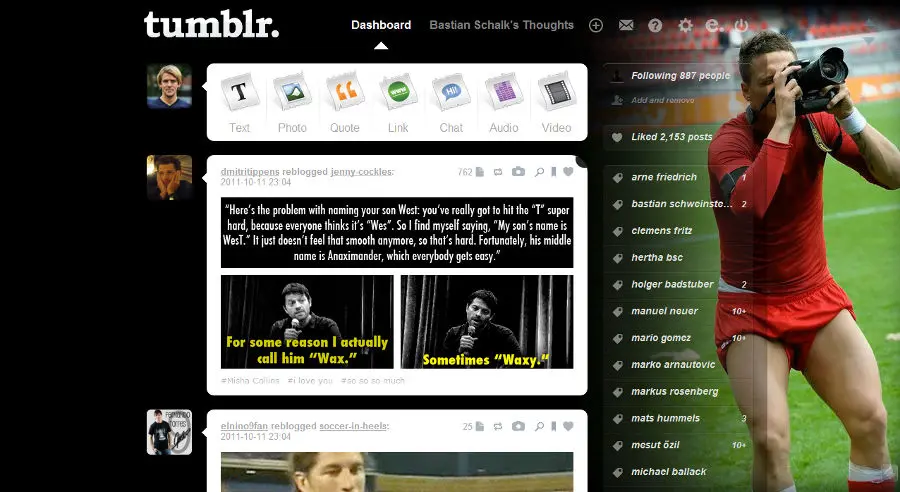 tumblr.
Dashboard
Bastian Schalk's Thoughts
Text
Photo
Quote
Link
Chat
Audio
Video
T
WWW
Hi!
Following 887 people
Add and remove
Liked 2,153 posts
dmitritippens reblogged jenny-cockles:
2011-10-11 23:04
762
"Here's the problem with naming your son West: you've really got to hit the "T" super
hard, because everyone thinks it's "Wes". So I find myself saying, "My son's name is
WesT." It just doesn't feel that smooth anymore, so that's hard. Fortunately, his middle
name is Anaximander, which everybody gets easy."
For some reason I actually
call him "Wax."
Sometimes "Waxy."
#Misha Collins #i love you #so so so much
arne friedrich 1
bastian schweinste... 2
clemens fritz
hertha bsc
holger badstuber 2
manuel neuer 10+
mario gomez 10+
marko arnautovic
markus rosenberg
mats hummels 3
mesut özil 10+
michael ballack
Fernando
Torres
elnino9fan reblogged soccer-in-heels:
2011-10-11 23:04
25